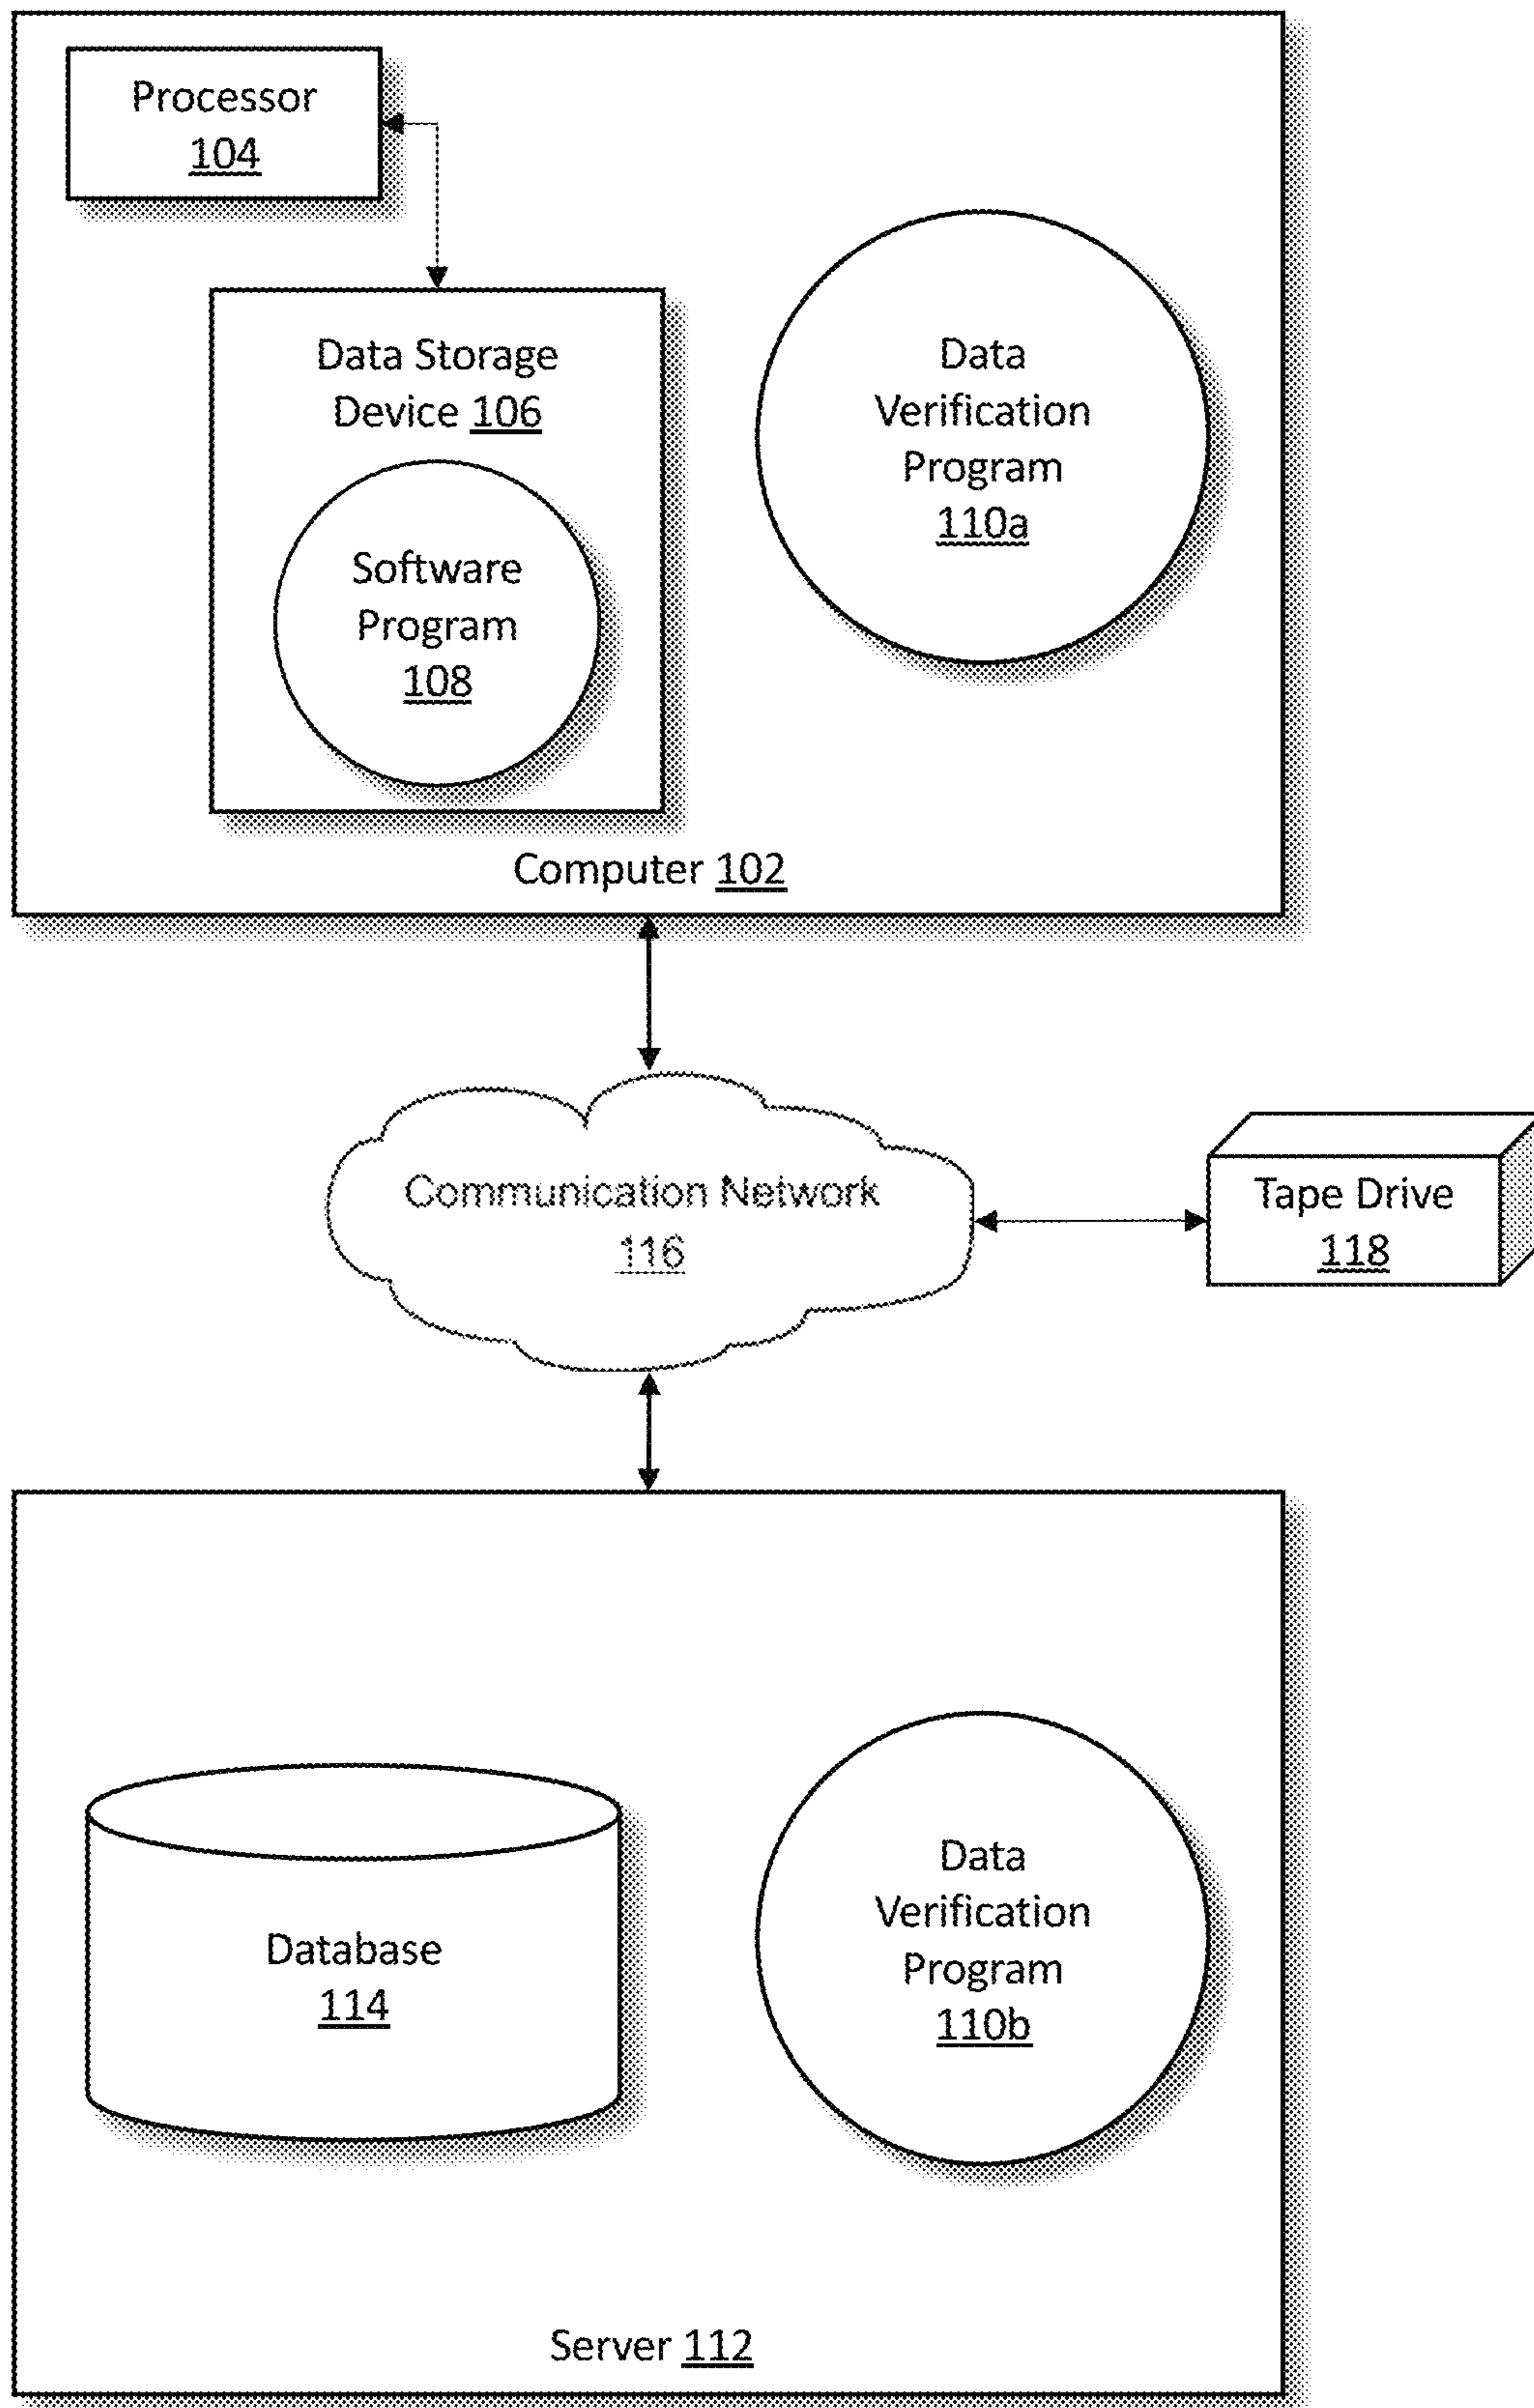 Processor
104
Data Storage
Device 106
Software
Program
108
Data
Verification
Program
110a
Computer 102
Communication Network
116
Tape Drive
118
Database
114
Data
Verification
Program
110b
Server 112